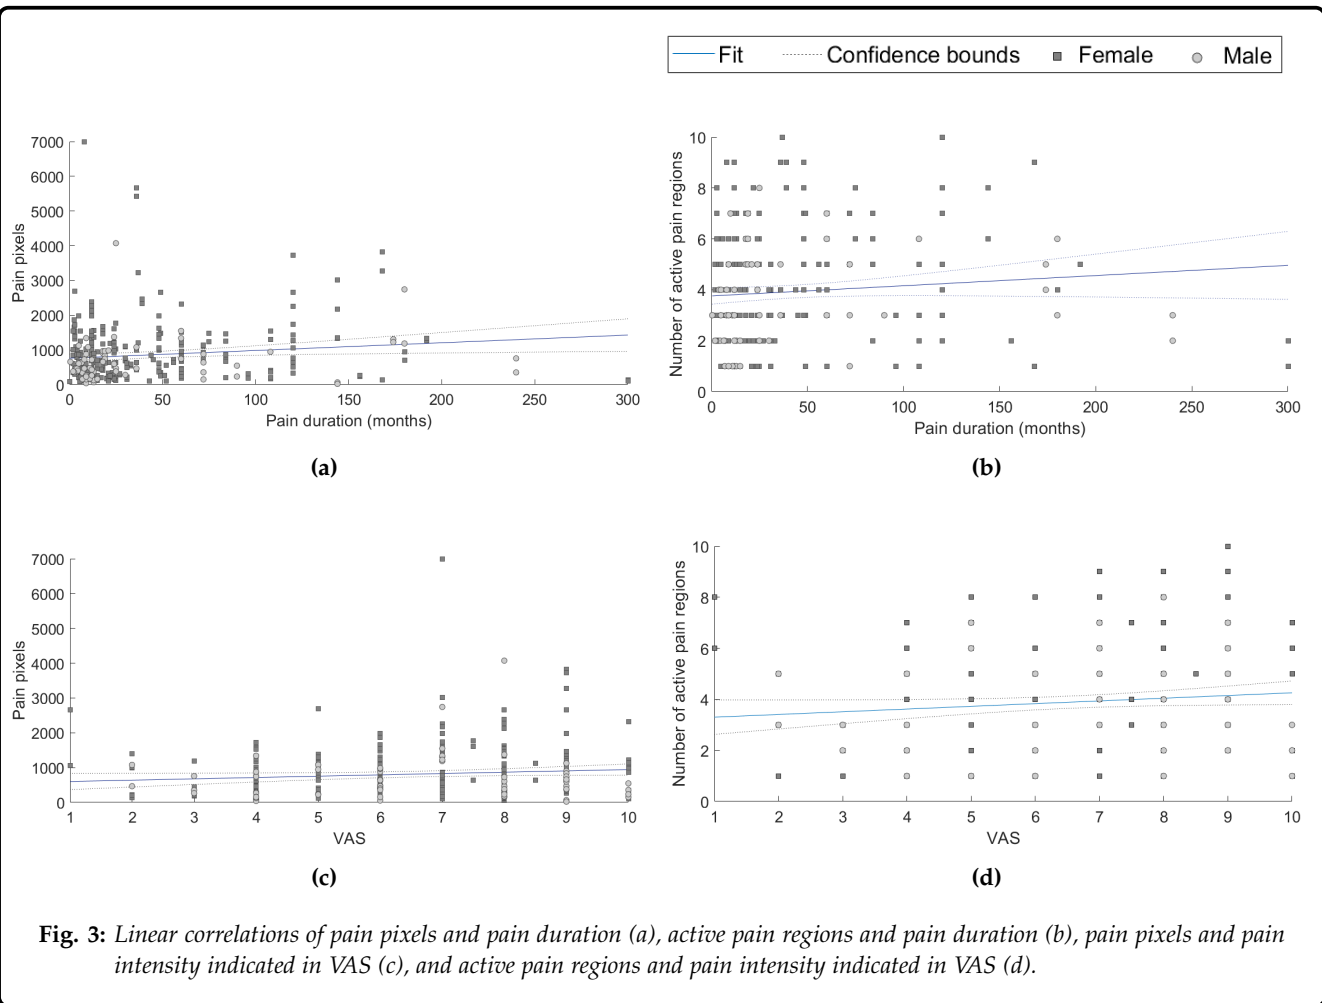 Fit Confidence bounds Female Male
7000
6000
5000
4000
3000
2000
1000
0
Pain pixels
0 50 100 150 200 250 300
Pain duration (months)
(a)
10
8
6
4
2
0
Number of active pain regions
0 50 100 150 200 250 300
Pain duration (months)
(b)
7000
6000
5000
4000
3000
2000
1000
0
Pain pixels
1 2 3 4 5 6 7 8 9 10
VAS
(c)
10
8
6
4
2
0
Number of active pain regions
1 2 3 4 5 6 7 8 9 10
VAS
(d)
Fig. 3: Linear correlations of pain pixels and pain duration (a), active pain regions and pain duration (b), pain pixels and pain
intensity indicated in VAS (c), and active pain regions and pain intensity indicated in VAS (d).